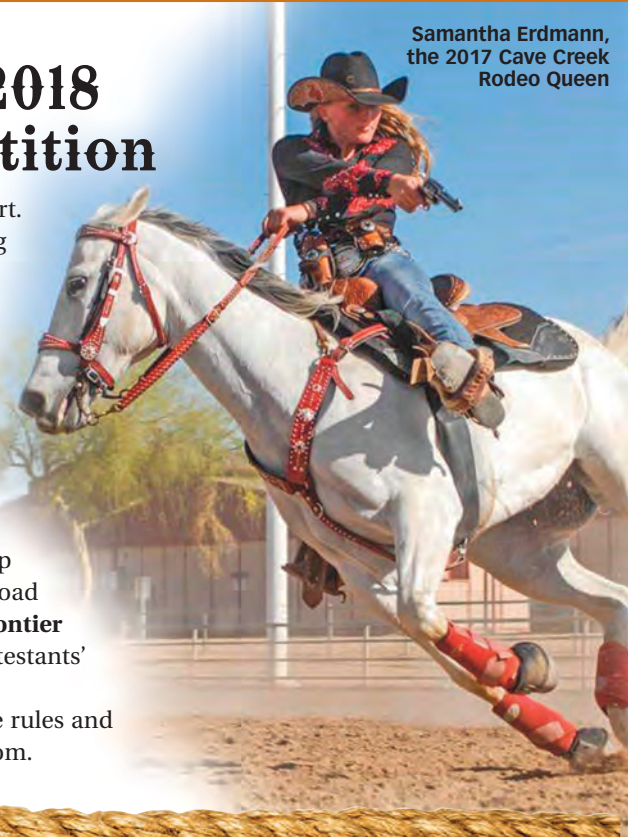 Samantha Erdmann,
the 2017 Cave Creek
Rodeo Queen
2018
tition
rt.
g
p
oad
ontier
testants’
e rules and
om.